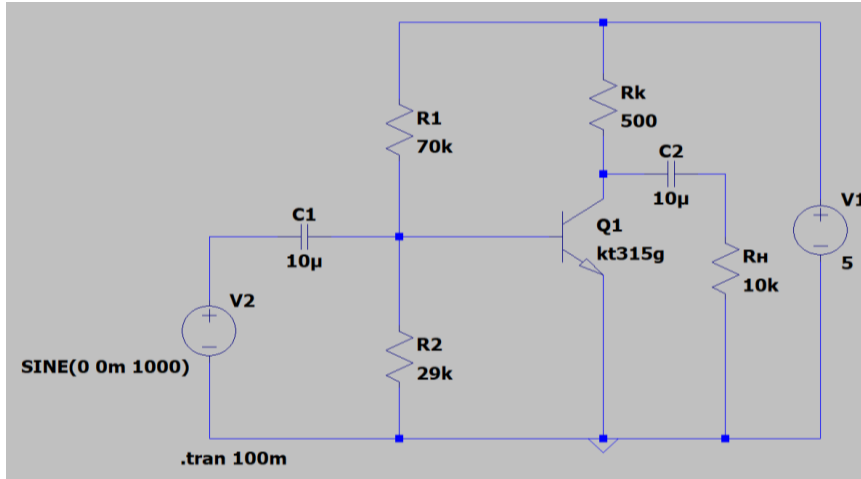 R1
70k
Rk
500
C2
10µ
C1
10µ
Q1
kt315g
V1
5
Rн
10k
V2
SINE(0 0m 1000)
R2
29k
.tran 100m